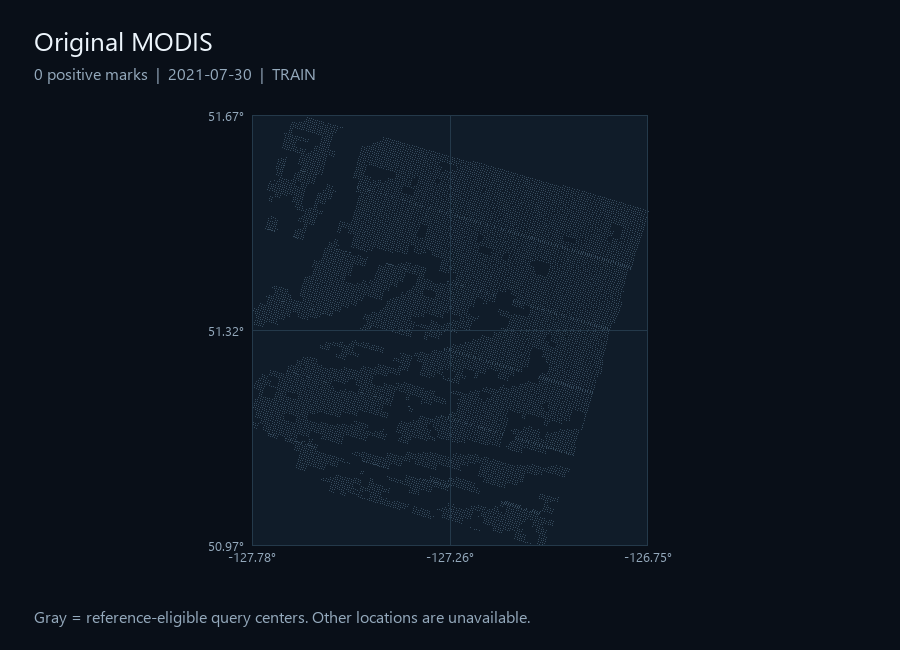 Original MODIS
0 positive marks | 2021-07-30 | TRAIN
51.67°
51.32°
50.97°
-127.78° -127.26° -126.75°
Gray = reference-eligible query centers. Other locations are unavailable.